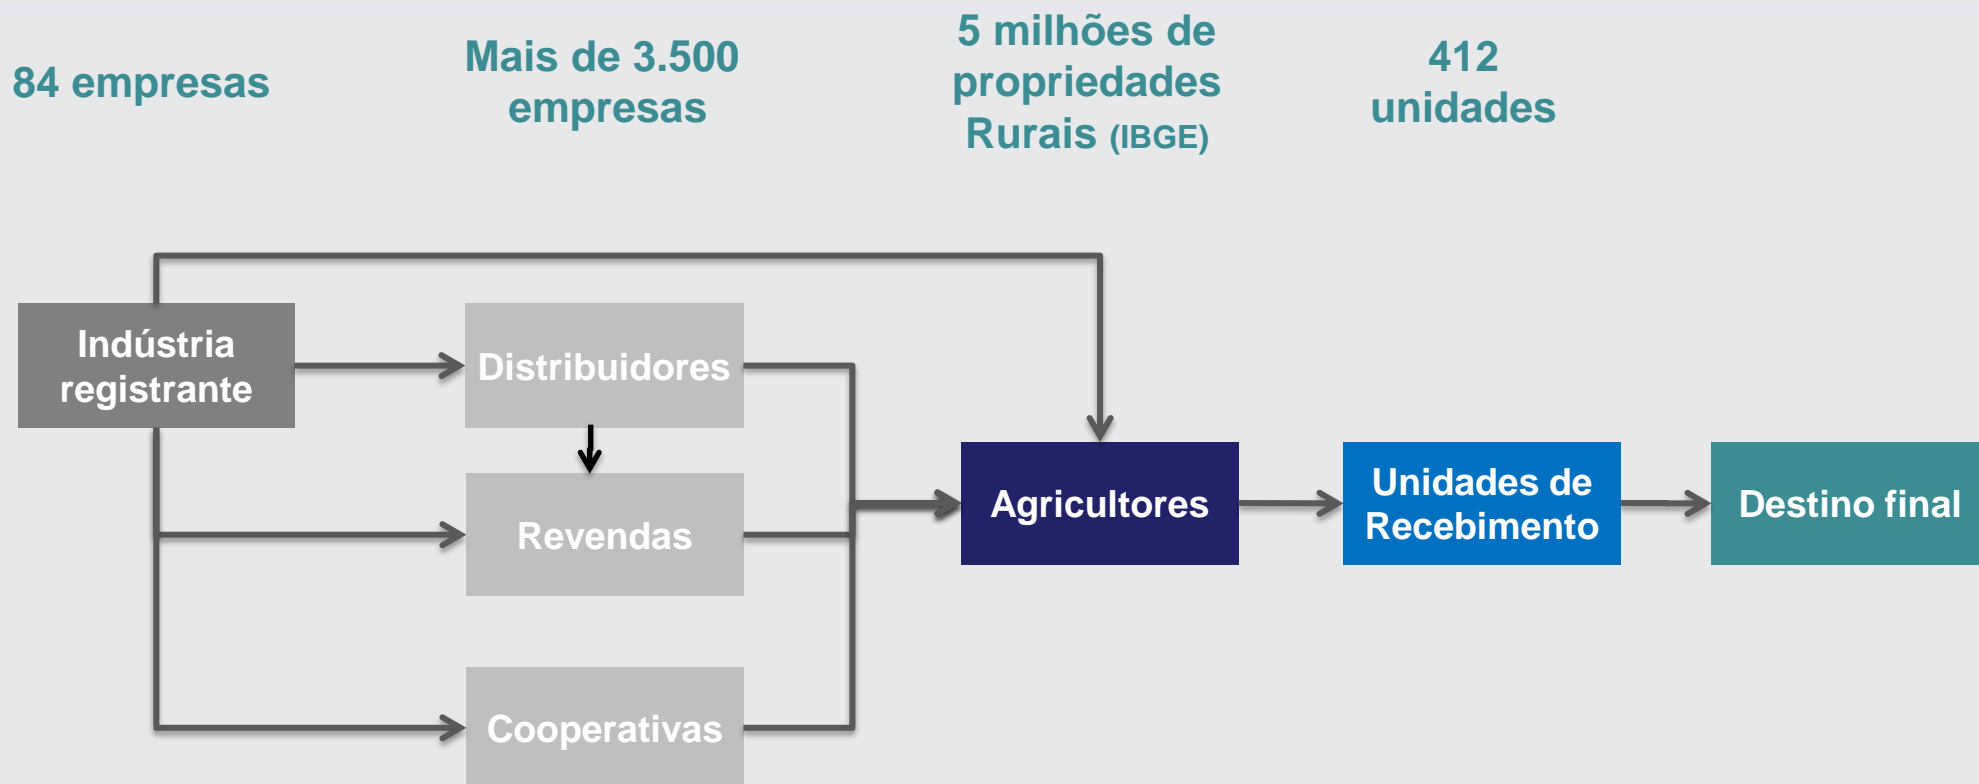 84 empresas
Mais de 3.500
empresas
5 milhões de
propriedades
Rurais (IBGE)
412
unidades
Indústria
registrante
Distribuidores
Revendas
Cooperativas
Agricultores
Unidades de
Recebimento
Destino final